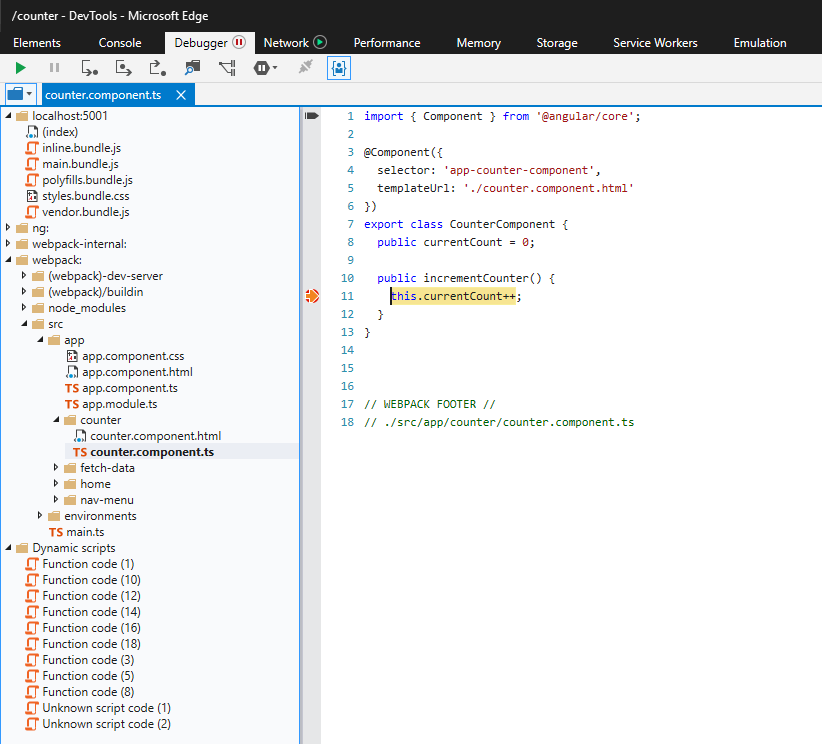 /counter - DevTools - Microsoft Edge
Elements Console Debugger Network Performance Memory Storage Service Workers Emulation
counter.component.ts
localhost:5001
(index)
inline.bundle.js
main.bundle.js
polyfills.bundle.js
styles.bundle.css
vendor.bundle.js
ng:
webpack-internal:
webpack:
(webpack)-dev-server
(webpack)/buildin
node_modules
src
app
app.component.css
app.component.html
TS app.component.ts
TS app.module.ts
counter
counter.component.html
TS counter.component.ts
fetch-data
home
nav-menu
environments
TS main.ts
Dynamic scripts
Function code (1)
Function code (10)
Function code (12)
Function code (14)
Function code (16)
Function code (18)
Function code (3)
Function code (5)
Function code (8)
Unknown script code (1)
Unknown script code (2)
1 import { Component } from '@angular/core';
2
3 @Component({
4 selector: 'app-counter-component',
5 templateUrl: './counter.component.html'
6 })
7 export class CounterComponent {
8 public currentCount = 0;
9
10 public incrementCounter() {
11 this.currentCount++;
12 }
13 }
14
15
16
17 // WEBPACK FOOTER //
18 // ./src/app/counter/counter.component.ts